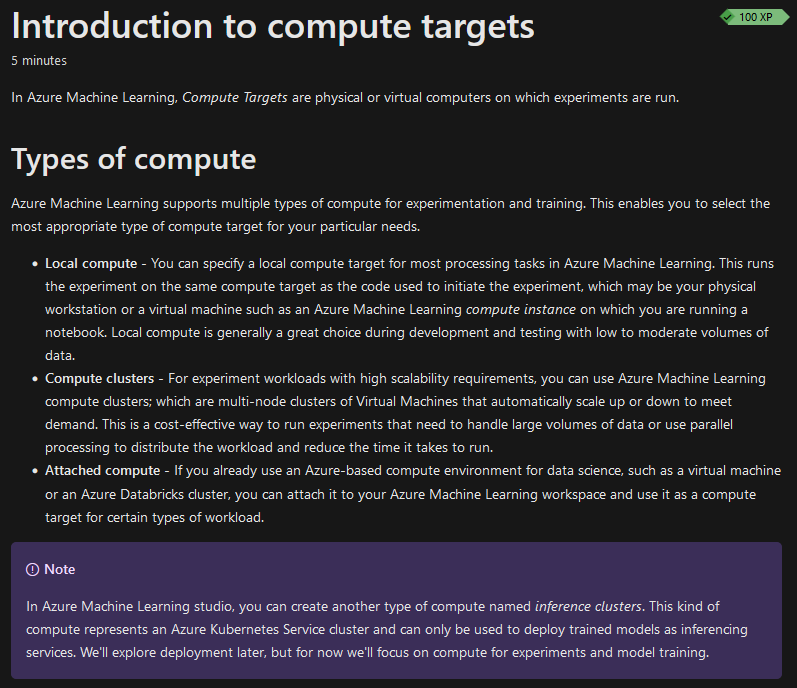 Introduction to compute targets
100 XP
5 minutes
In Azure Machine Learning, Compute Targets are physical or virtual computers on which experiments are run.
Types of compute
Azure Machine Learning supports multiple types of compute for experimentation and training. This enables you to select the
most appropriate type of compute target for your particular needs.
• Local compute - You can specify a local compute target for most processing tasks in Azure Machine Learning. This runs
the experiment on the same compute target as the code used to initiate the experiment, which may be your physical
workstation or a virtual machine such as an Azure Machine Learning compute instance on which you are running a
notebook. Local compute is generally a great choice during development and testing with low to moderate volumes of
data.
• Compute clusters - For experiment workloads with high scalability requirements, you can use Azure Machine Learning
compute clusters; which are multi-node clusters of Virtual Machines that automatically scale up or down to meet
demand. This is a cost-effective way to run experiments that need to handle large volumes of data or use parallel
processing to distribute the workload and reduce the time it takes to run.
• Attached compute - If you already use an Azure-based compute environment for data science, such as a virtual machine
or an Azure Databricks cluster, you can attach it to your Azure Machine Learning workspace and use it as a compute
target for certain types of workload.
Note
In Azure Machine Learning studio, you can create another type of compute named inference clusters. This kind of
compute represents an Azure Kubernetes Service cluster and can only be used to deploy trained models as inferencing
services. We'll explore deployment later, but for now we'll focus on compute for experiments and model training.